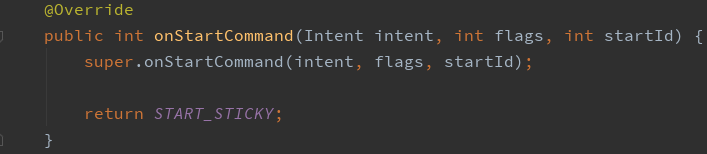 @Override
public int onStartCommand(Intent intent, int flags, int startId) {
super.onStartCommand(intent, flags, startId);
return START_STICKY;
}